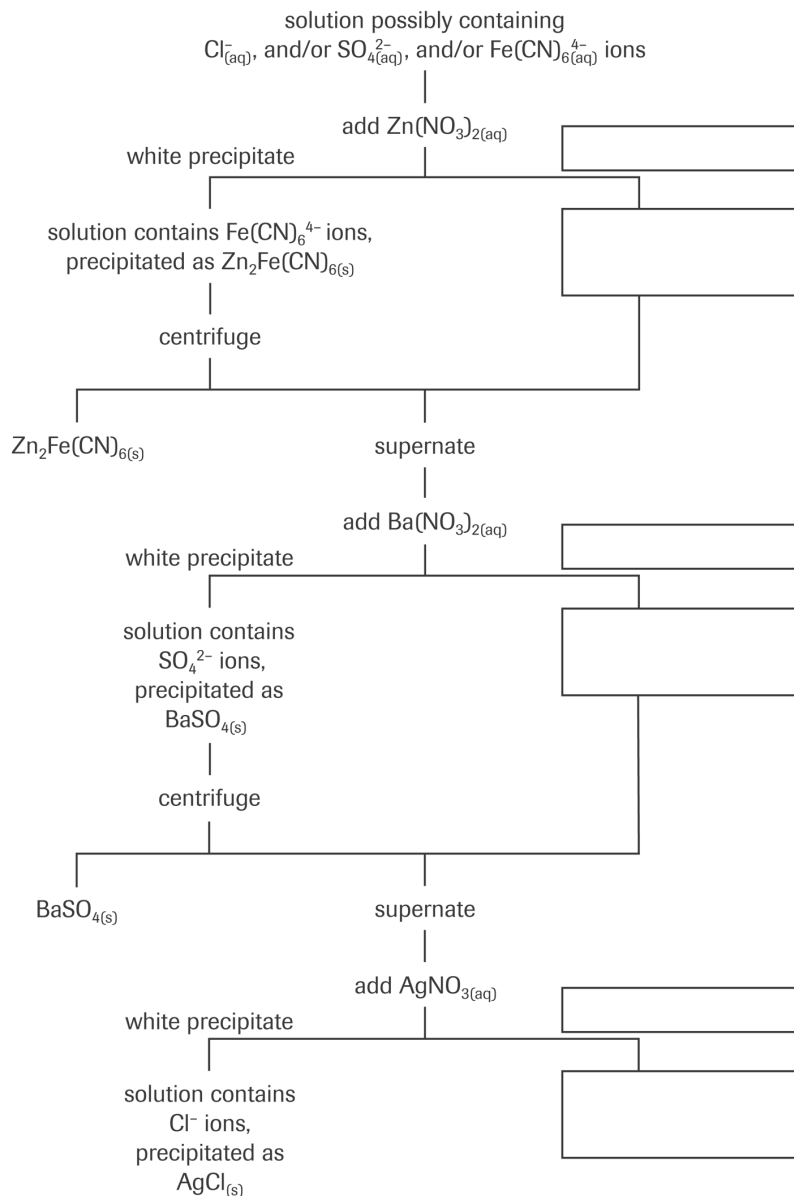 solution possibly containing
Cl⁻(aq), and/or SO₄²⁻(aq), and/or Fe(CN)₆⁴⁻(aq) ions
add Zn(NO₃)₂(aq)
white precipitate
solution contains Fe(CN)₆⁴⁻ ions,
precipitated as Zn₂Fe(CN)₆(s)
centrifuge
Zn₂Fe(CN)₆(s)
supernate
add Ba(NO₃)₂(aq)
white precipitate
solution contains
SO₄²⁻ ions,
precipitated as
BaSO₄(s)
centrifuge
BaSO₄(s)
supernate
add AgNO₃(aq)
white precipitate
solution contains
Cl⁻ ions,
precipitated as
AgCl(s)